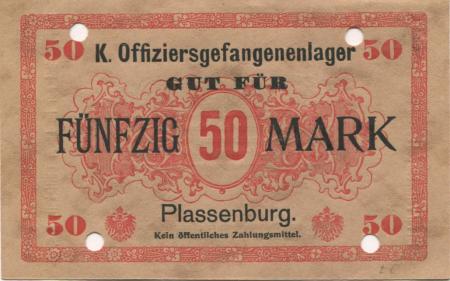 50 K. Offiziersgefangenenlager 50
GUT FÜR
FÜNFZIG 50 MARK
Plassenburg.
50 Kein öffentliches Zahlungsmittel. 50